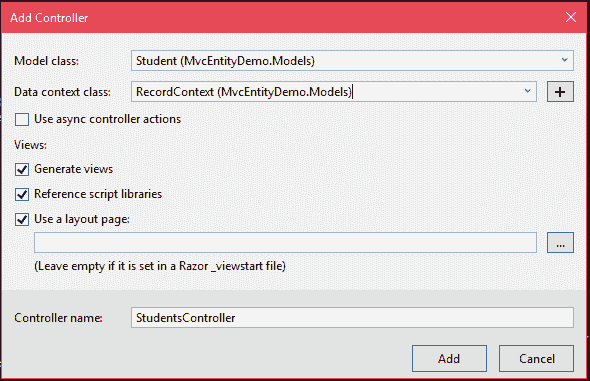 Add Controller
Model class: Student (MvcEntityDemo.Models)
Data context class: RecordContext (MvcEntityDemo.Models) +
Use async controller actions
Views:
Generate views
Reference script libraries
Use a layout page:
...
(Leave empty if it is set in a Razor _viewstart file)
Controller name: StudentsController
Add Cancel